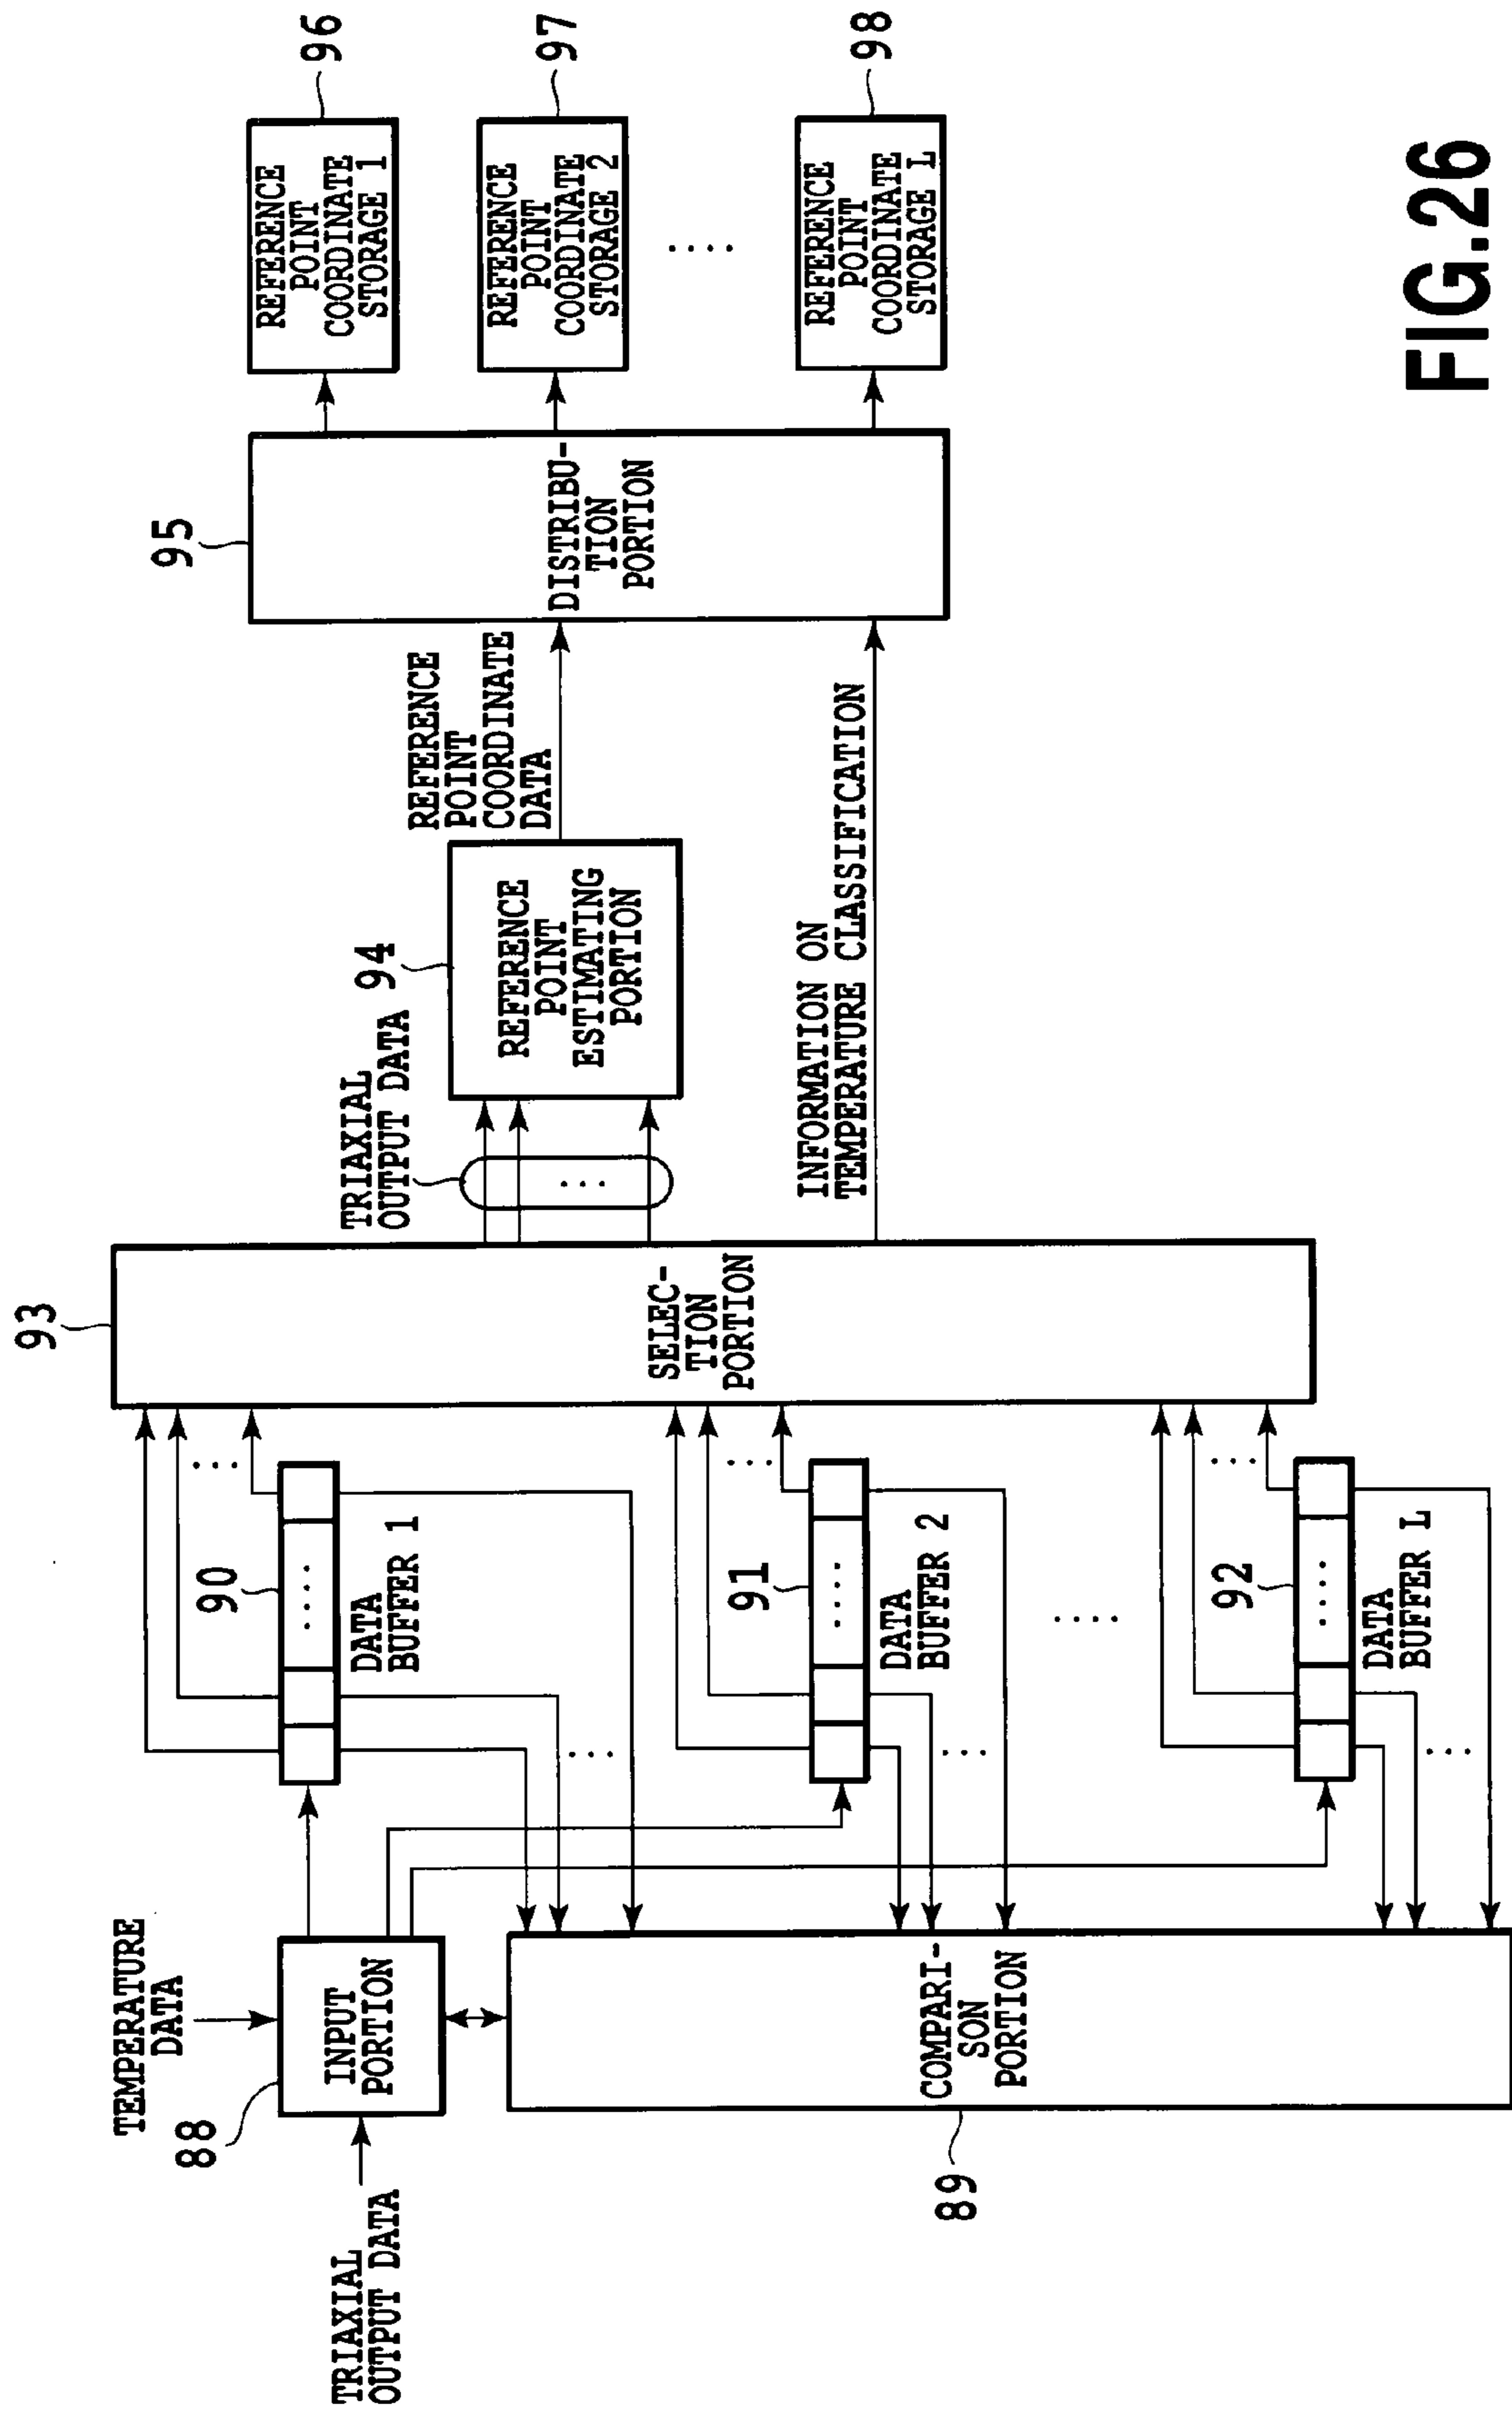 TEMPERATURE
DATA
88
INPUT
PORTION
TRIAXIAL
OUTPUT DATA
89
COMPARI-
SON
PORTION
90
DATA
BUFFER 1
91
DATA
BUFFER 2
92
DATA
BUFFER L
93
SELEC-
TION
PORTION
TRIAXIAL
OUTPUT DATA
94
REFERENCE
POINT
ESTIMATING
PORTION
INFORMATION ON
TEMPERATURE CLASSIFICATION
REFERENCE
POINT
COORDINATE
DATA
95
DISTRIBU-
TION
PORTION
REFERENCE
POINT
COORDINATE
STORAGE 1
96
REFERENCE
POINT
COORDINATE
STORAGE 2
97
REFERENCE
POINT
COORDINATE
STORAGE L
98
FIG.26